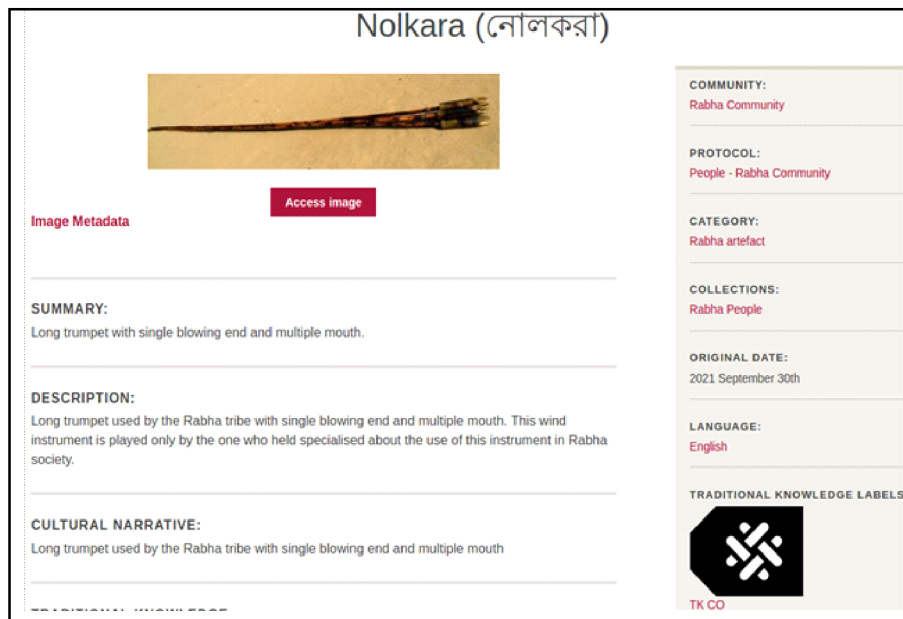 Nolkara (নোলকরা)
Access image
Image Metadata
SUMMARY:
Long trumpet with single blowing end and multiple mouth.
DESCRIPTION:
Long trumpet used by the Rabha tribe with single blowing end and multiple mouth. This wind
instrument is played only by the one who held specialised about the use of this instrument in Rabha
society.
CULTURAL NARRATIVE:
Long trumpet used by the Rabha tribe with single blowing end and multiple mouth
TRADITIONAL KNOWLEDGE
COMMUNITY:
Rabha Community
PROTOCOL:
People - Rabha Community
CATEGORY:
Rabha artefact
COLLECTIONS:
Rabha People
ORIGINAL DATE:
2021 September 30th
LANGUAGE:
English
TRADITIONAL KNOWLEDGE LABELS
TK CO